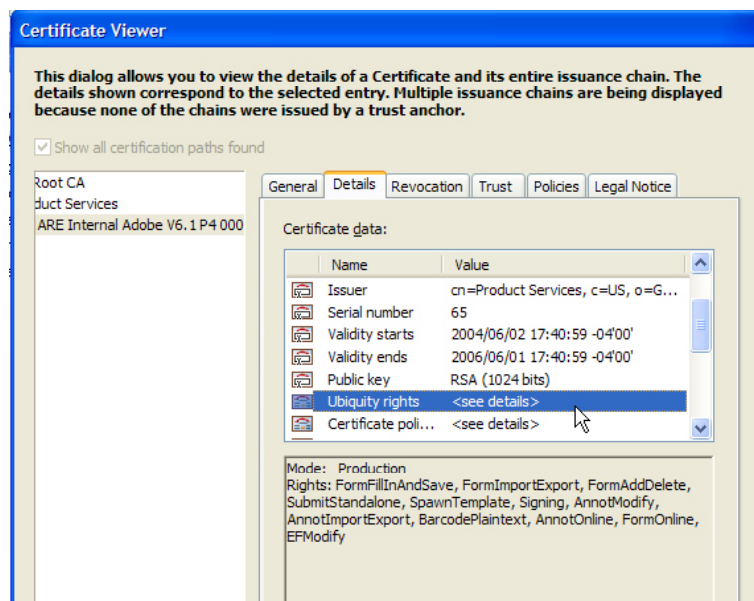 Certificate Viewer
This dialog allows you to view the details of a Certificate and its entire issuance chain. The
details shown correspond to the selected entry. Multiple issuance chains are being displayed
because none of the chains were issued by a trust anchor.
Show all certification paths found
Root CA
duct Services
ARE Internal Adobe V6.1 P4 000
General Details Revocation Trust Policies Legal Notice
Certificate data:
Name Value
Issuer cn=Product Services, c=US, o=G...
Serial number 65
Validity starts 2004/06/02 17:40:59 -04'00'
Validity ends 2006/06/01 17:40:59 -04'00'
Public key RSA (1024 bits)
Ubiquity rights <see details>
Certificate poli... <see details>
Mode: Production
Rights: FormFillInAndSave, FormImportExport, FormAddDelete,
SubmitStandalone, SpawnTemplate, Signing, AnnotModify,
AnnotImportExport, BarcodePlaintext, AnnotOnline, FormOnline,
EFModify